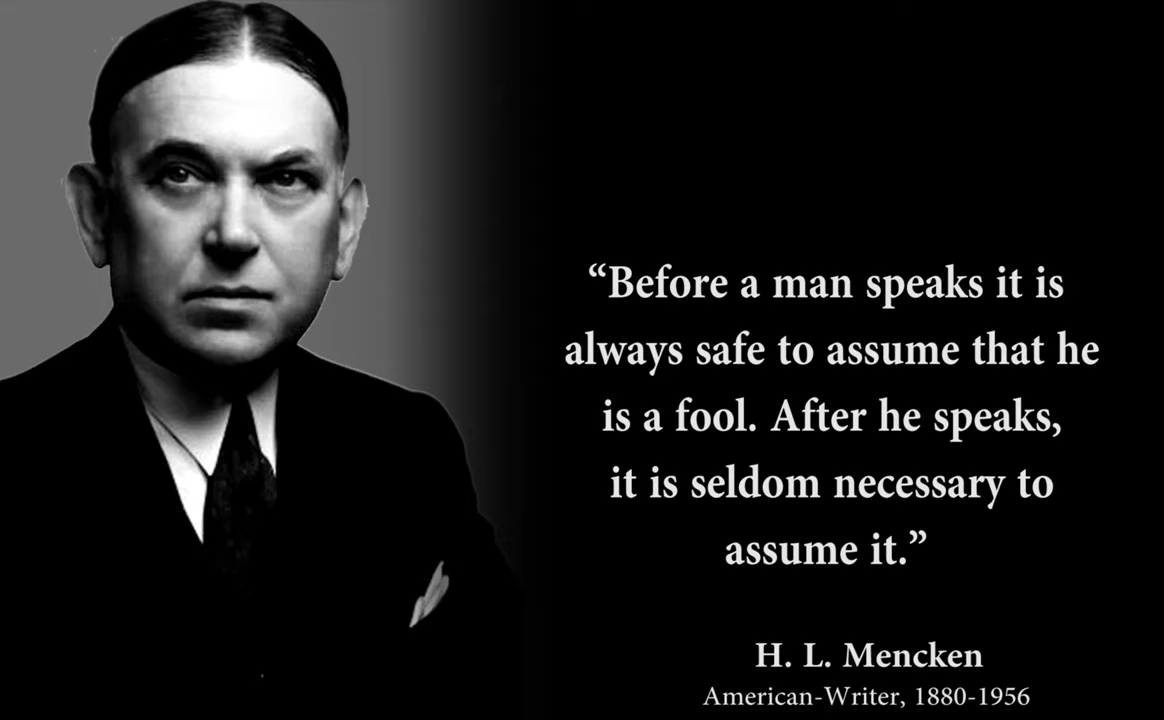 “Before a man speaks it is
always safe to assume that he
is a fool. After he speaks,
it is seldom necessary to
assume it.”
H. L. Mencken
American-Writer, 1880-1956